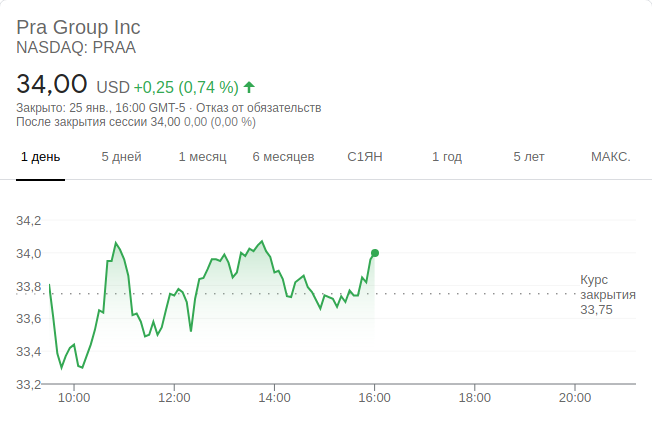 Pra Group Inc
NASDAQ: PRAA
34,00 USD +0,25 (0,74 %)
Закрыто: 25 янв., 16:00 GMT-5 · Отказ от обязательств
После закрытия сессии 34,00 0,00 (0,00 %)
1 день 5 дней 1 месяц 6 месяцев С1ЯН 1 год 5 лет МАКС.
34,2
34,0
33,8
33,6
33,4
33,2
Курс
закрытия
33,75
10:00 12:00 14:00 16:00 18:00 20:00